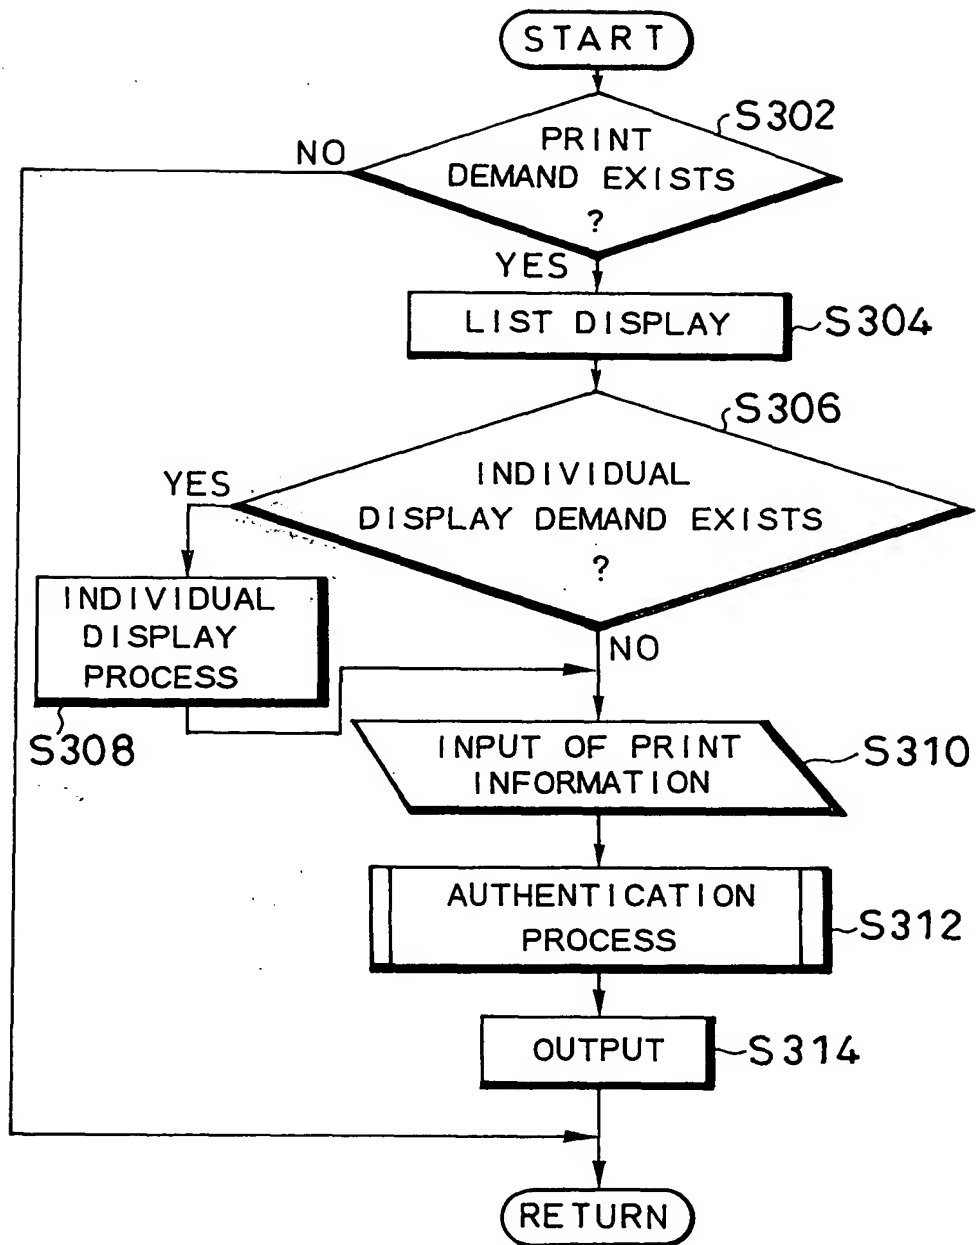 START
S302
PRINT
DEMAND EXISTS
?
NO
YES
LIST DISPLAY
S304
S306
INDIVIDUAL
DISPLAY DEMAND EXISTS
?
YES
INDIVIDUAL
DISPLAY
PROCESS
S308
NO
INPUT OF PRINT
INFORMATION
S310
AUTHENTICATION
PROCESS
S312
OUTPUT
S314
RETURN